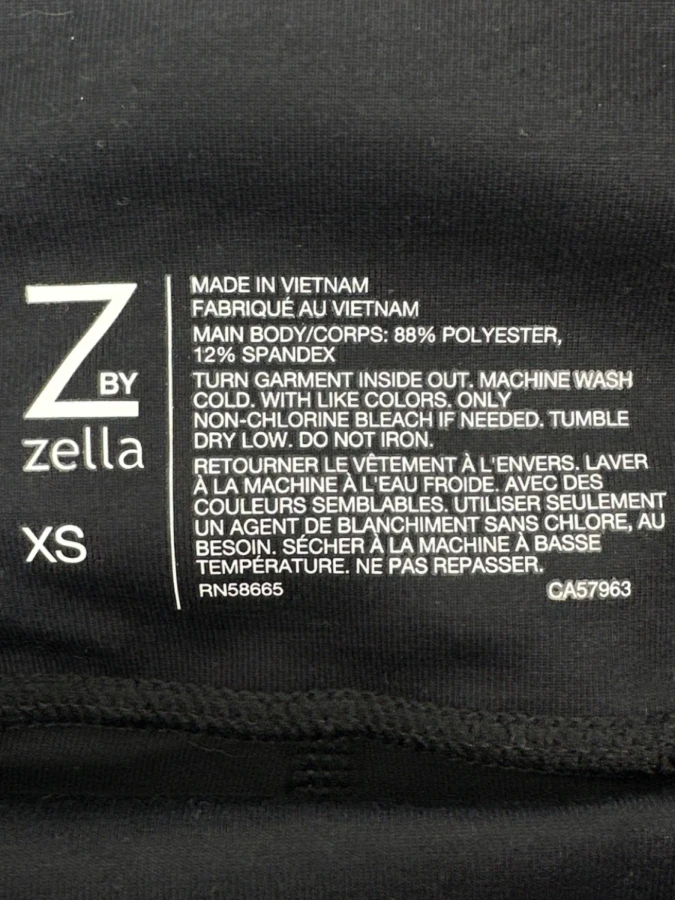 Z BY
zella
XS
MADE IN VIETNAM
FABRIQUÉ AU VIETNAM
MAIN BODY/CORPS: 88% POLYESTER,
12% SPANDEX
TURN GARMENT INSIDE OUT. MACHINE WASH
COLD. WITH LIKE COLORS. ONLY
NON-CHLORINE BLEACH IF NEEDED. TUMBLE
DRY LOW. DO NOT IRON.
RETOURNER LE VÊTEMENT À L'ENVERS. LAVER
À LA MACHINE À L'EAU FROIDE. AVEC DES
COULEURS SEMBLABLES. UTILISER SEULEMENT
UN AGENT DE BLANCHIMENT SANS CHLORE, AU
BESOIN. SÉCHER À LA MACHINE À BASSE
TEMPÉRATURE. NE PAS REPASSER.
RN58665 CA57963